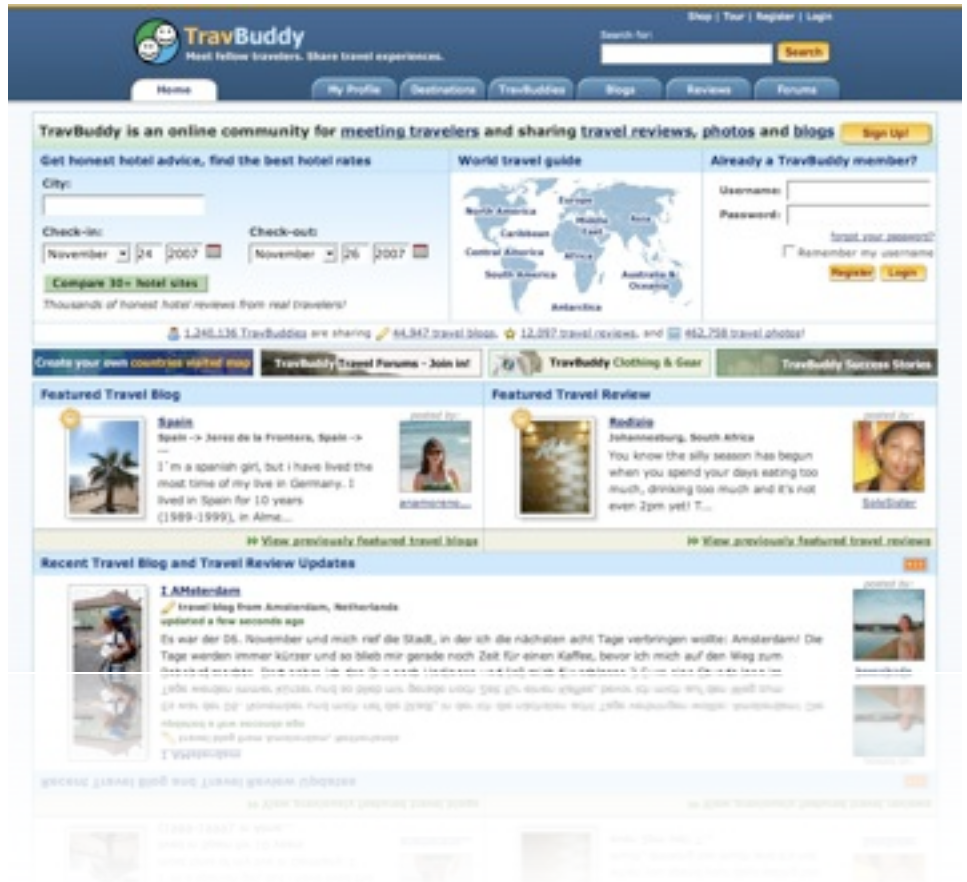 Shop | Tour | Register | Login
TravBuddy
Meet fellow travelers. Share travel experiences.
Search for:
Search
Home
My Profile
Destinations
TravBuddies
Blogs
Reviews
Forums
TravBuddy is an online community for meeting travelers and sharing travel reviews, photos and blogs
Sign Up!
Get honest hotel advice, find the best hotel rates
City:
Check-in:
Check-out:
November 24 2007
November 26 2007
Compare 30+ hotel sites
Thousands of honest hotel reviews from real travelers!
World travel guide
North America
Europe
Middle East
Asia
Caribbean
Central America
Africa
South America
Australia & Oceania
Antarctica
Already a TravBuddy member?
Username:
Password:
forgot your password?
Remember my username
Register
Login
1,240,136 TravBuddies are sharing 44,947 travel blogs, 12,097 travel reviews, and 462,758 travel photos!
Create your own countries visited map
TravBuddy Travel Forums - Join in!
TravBuddy Clothing & Gear
TravBuddy Success Stories
Featured Travel Blog
Spain
Spain -> Jerez de la Frontera, Spain ->
...
I´m a spanish girl, but i have lived the
most time of my live in Germany. I
lived in Spain for 10 years
(1989-1999), in Alme...
posted by:
anamoreno...
View previously featured travel blogs
Featured Travel Review
Rodizio
Johannesburg, South Africa
You know the silly season has begun
when you spend your days eating too
much, drinking too much and it's not
even 2pm yet! T...
posted by:
SoloSister
View previously featured travel reviews
Recent Travel Blog and Travel Review Updates
I AMsterdam
travel blog from Amsterdam, Netherlands
updated a few seconds ago
Es war der 06. November und mich rief die Stadt, in der ich die nächsten acht Tage verbringen wollte: Amsterdam! Die
Tage werden immer kürzer und so blieb mir gerade noch Zeit für einen Kaffee, bevor ich mich auf den Weg zum
posted by: